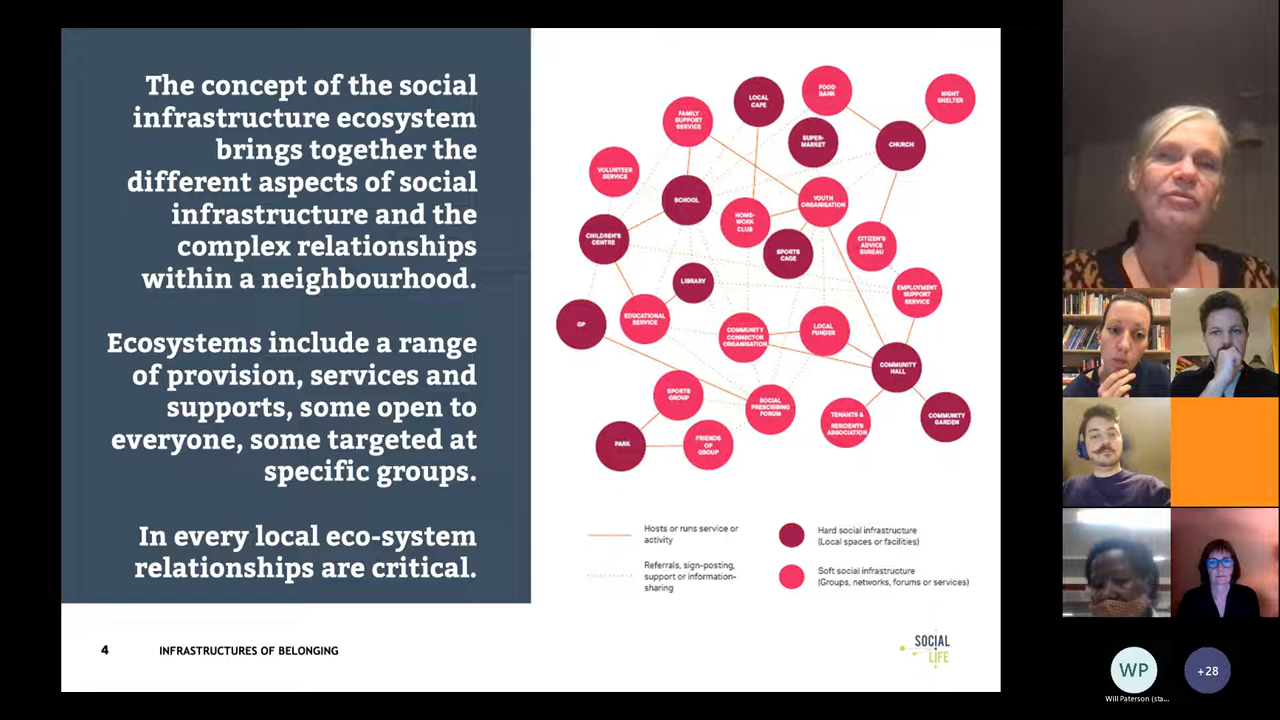 The concept of the social
infrastructure ecosystem
brings together the
different aspects of social
infrastructure and the
complex relationships
within a neighbourhood.
Ecosystems include a range
of provision, services and
supports, some open to
everyone, some targeted at
specific groups.
In every local eco-system
relationships are critical.
LOCAL
CAFE
FOOD
BANK
NIGHT
SHELTER
FAMILY
SUPPORT
SERVICE
SUPER-
MARKET
CHURCH
VOLUNTEER
SERVICE
SCHOOL
YOUTH
ORGANISATION
HOME-
WORK
CLUB
CHILDREN'S
CENTRE
SPORTS
CAGE
CITIZEN'S
ADVICE
BUREAU
LIBRARY
EMPLOYMENT
SUPPORT
SERVICE
GP
EDUCATIONAL
SERVICE
COMMUNITY
CONNECTOR
ORGANISATION
LOCAL
FUNDER
COMMUNITY
HALL
SPORTS
GROUP
SOCIAL
PRESCRIBING
FORUM
TENANTS &
RESIDENTS
ASSOCIATION
COMMUNITY
GARDEN
PARK
FRIENDS
OF
GROUP
Hosts or runs service or
activity
Referrals, sign-posting,
support or information-
sharing
Hard social infrastructure
(Local spaces or facilities)
Soft social infrastructure
(Groups, networks, forums or services)
4 INFRASTRUCTURES OF BELONGING
SOCIAL
LIFE
WP
+28
Will Paterson (sta...